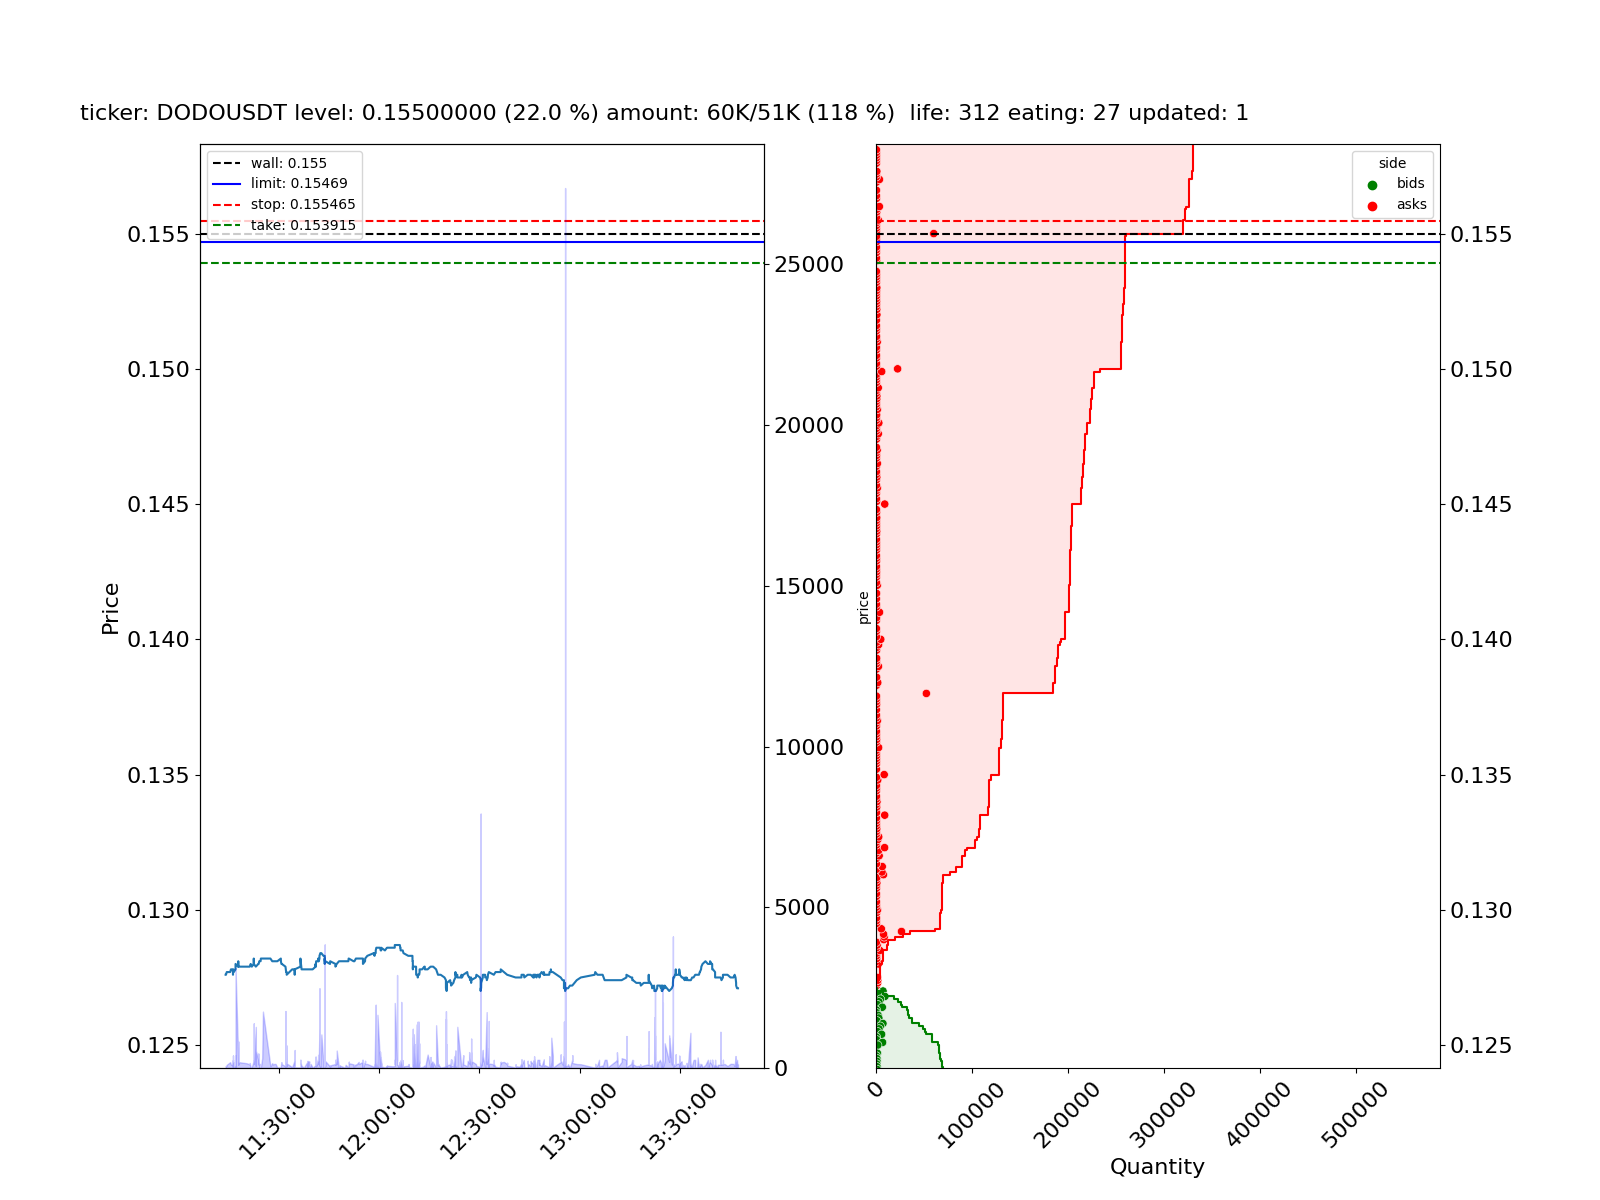 ticker: DODOUSDT level: 0.15500000 (22.0 %) amount: 60K/51K (118 %)  life: 312 eating: 27 updated: 1
wall: 0.155
limit: 0.15469
stop: 0.155465
take: 0.153915
Price
0.155
0.150
0.145
0.140
0.135
0.130
0.125
25000
20000
15000
10000
5000
0
11:30:00
12:00:00
12:30:00
13:00:00
13:30:00
side
bids
asks
price
0.155
0.150
0.145
0.140
0.135
0.130
0.125
0
100000
200000
300000
400000
500000
Quantity